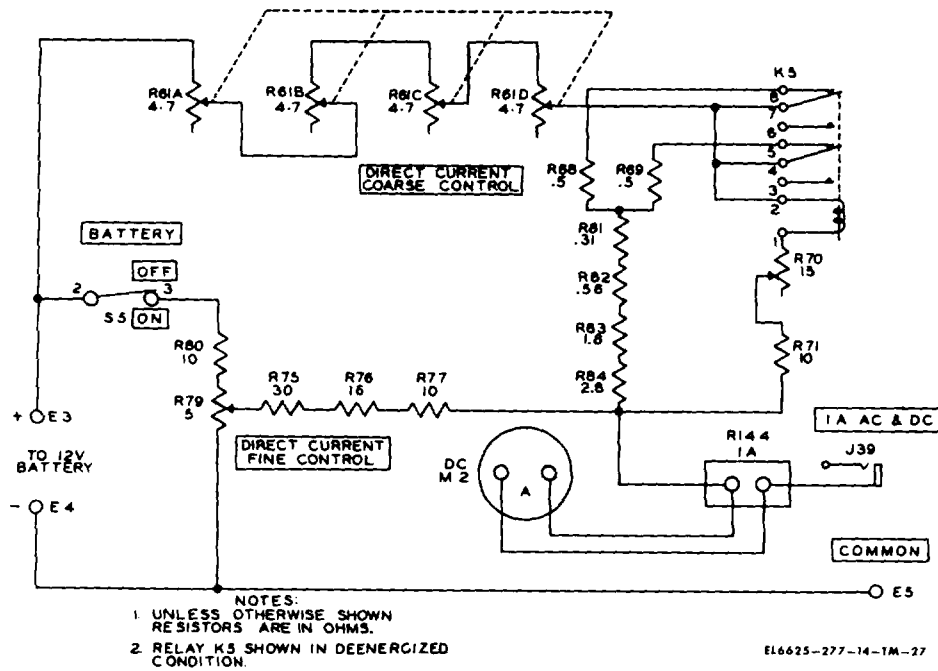 R61A
4.7
R61B
4.7
R61C
4.7
R61D
4.7
K5
8
7
6
5
4
3
2
1
DIRECT CURRENT
COARSE CONTROL
R68
.5
R69
.5
R81
.31
R82
.56
R83
1.8
R84
2.8
R70
15
R71
10
BATTERY
OFF
2
3
S5
ON
R80
10
R79
5
R75
30
R76
16
R77
10
DIRECT CURRENT
FINE CONTROL
+
E3
TO 12V
BATTERY
-
E4
DC
M2
A
R144
1A
1A AC & DC
J39
COMMON
E5
NOTES:
1. UNLESS OTHERWISE SHOWN
RESISTORS ARE IN OHMS.
2. RELAY K5 SHOWN IN DEENERGIZED
CONDITION.
EL6625-277-14-TM-27